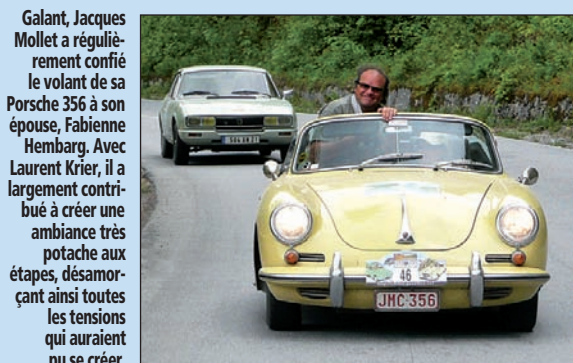 Galant, Jacques
Mollet a réguliè-
rement confié
le volant de sa
Porsche 356 à son
épouse, Fabienne
Hembarg. Avec
Laurent Krier, il a
largement contri-
bué à créer une
ambiance très
potache aux
étapes, désamor-
çant ainsi toutes
les tensions
qui auraient
pu se créer.
46
JMC-356